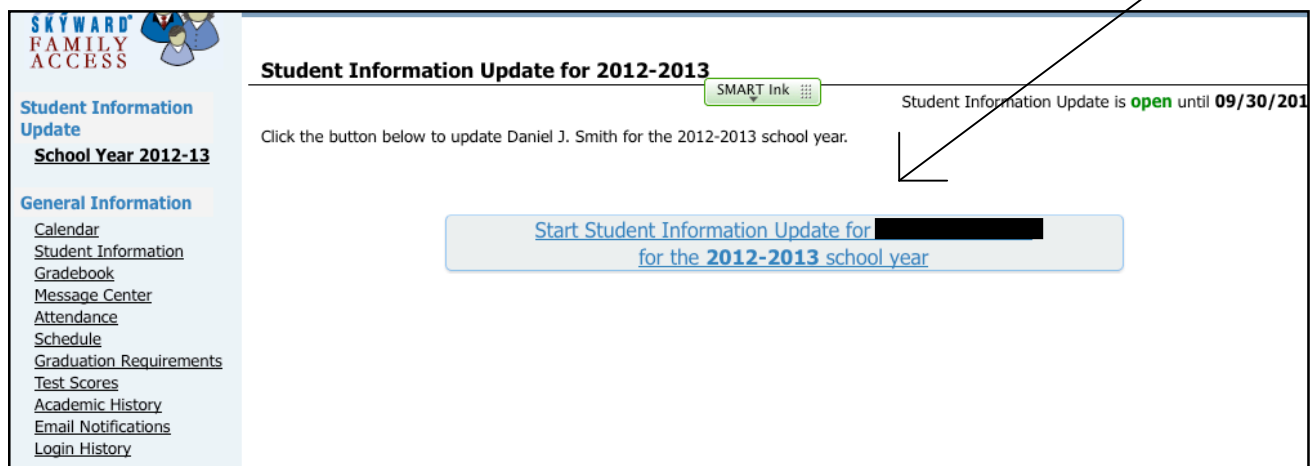 SKYWARD®
FAMILY
ACCESS
Student Information
Update
School Year 2012-13
General Information
Calendar
Student Information
Gradebook
Message Center
Attendance
Schedule
Graduation Requirements
Test Scores
Academic History
Email Notifications
Login History
Student Information Update for 2012-2013
SMART Ink
Student Information Update is open until 09/30/201
Click the button below to update Daniel J. Smith for the 2012-2013 school year.
Start Student Information Update for
for the 2012-2013 school year